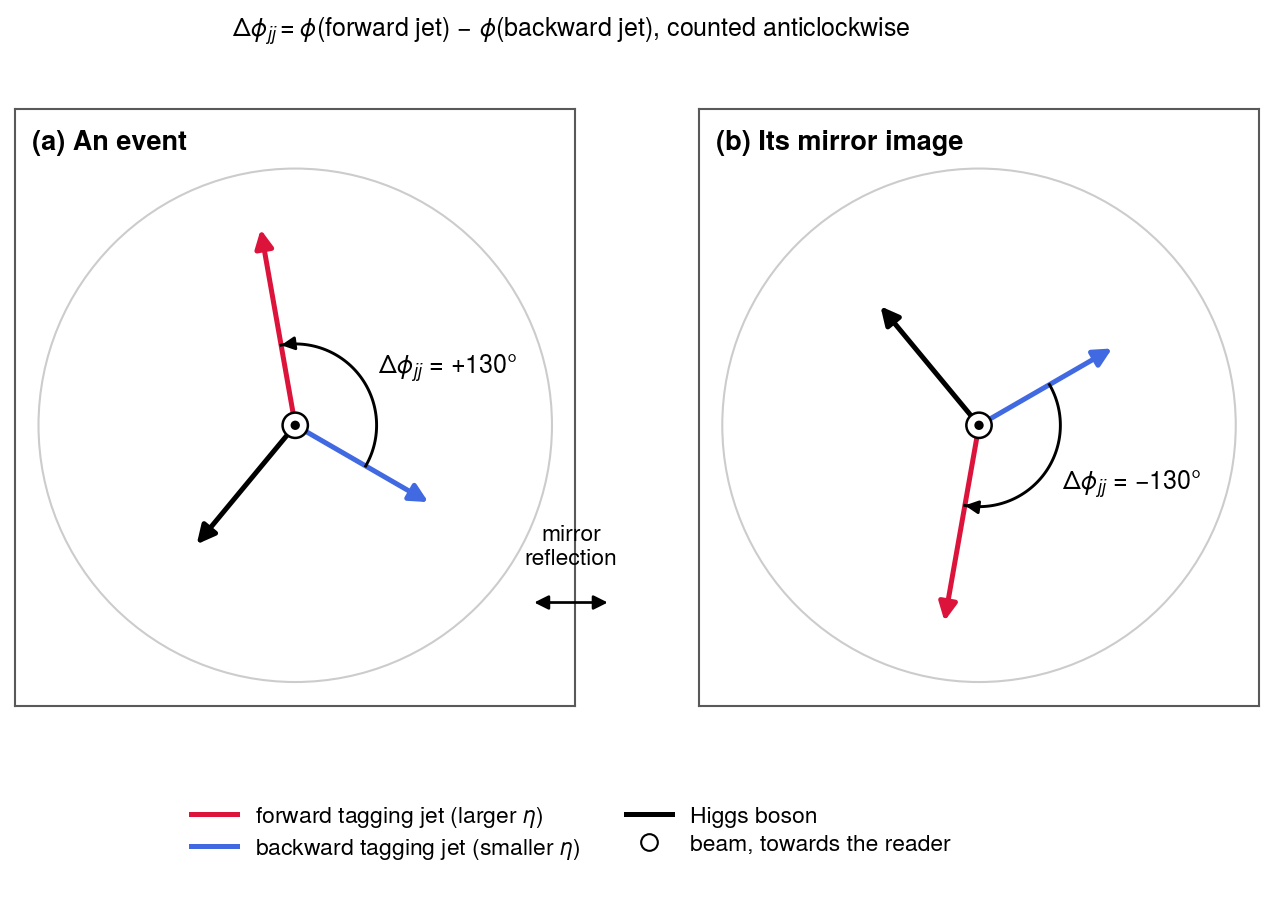 Δϕjj = ϕ(forward jet) − ϕ(backward jet), counted anticlockwise
(a) An event
(b) Its mirror image
Δϕjj = +130°
Δϕjj = −130°
mirror
reflection
forward tagging jet (larger η)
backward tagging jet (smaller η)
Higgs boson
beam, towards the reader